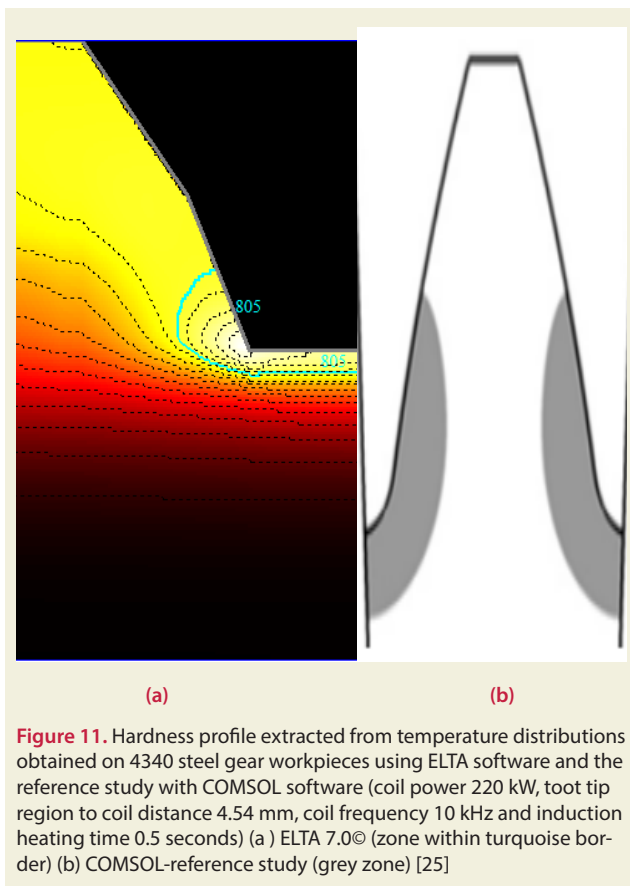 805
805
(a)
(b)
Figure 11. Hardness profile extracted from temperature distributions
obtained on 4340 steel gear workpieces using ELTA software and the
reference study with COMSOL software (coil power 220 kW, toot tip
region to coil distance 4.54 mm, coil frequency 10 kHz and induction
heating time 0.5 seconds) (a ) ELTA 7.0© (zone within turquoise bor-
der) (b) COMSOL-reference study (grey zone) [25]